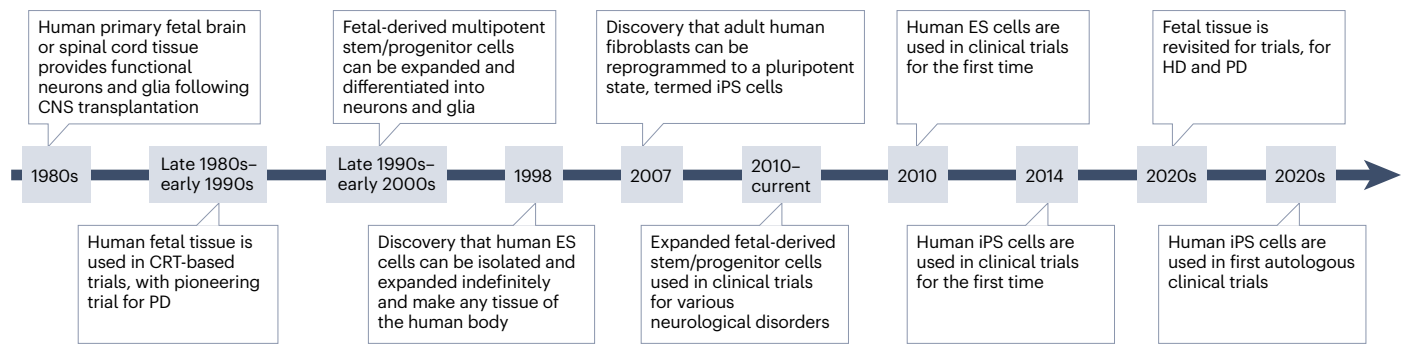 Human primary fetal brain
or spinal cord tissue
provides functional
neurons and glia following
CNS transplantation
Fetal-derived multipotent
stem/progenitor cells
can be expanded and
differentiated into
neurons and glia
Discovery that adult human
fibroblasts can be
reprogrammed to a pluripotent
state, termed iPS cells
Human ES cells are
used in clinical trials
for the first time
Fetal tissue is
revisited for trials, for
HD and PD
1980s
Late 1980s–
early 1990s
Late 1990s–
early 2000s
1998
2007
2010–
current
2010
2014
2020s
2020s
Human fetal tissue is
used in CRT-based
trials, with pioneering
trial for PD
Discovery that human ES
cells can be isolated and
expanded indefinitely
and make any tissue of
the human body
Expanded fetal-derived
stem/progenitor cells
used in clinical trials
for various
neurological disorders
Human iPS cells are
used in clinical trials
for the first time
Human iPS cells are
used in first autologous
clinical trials